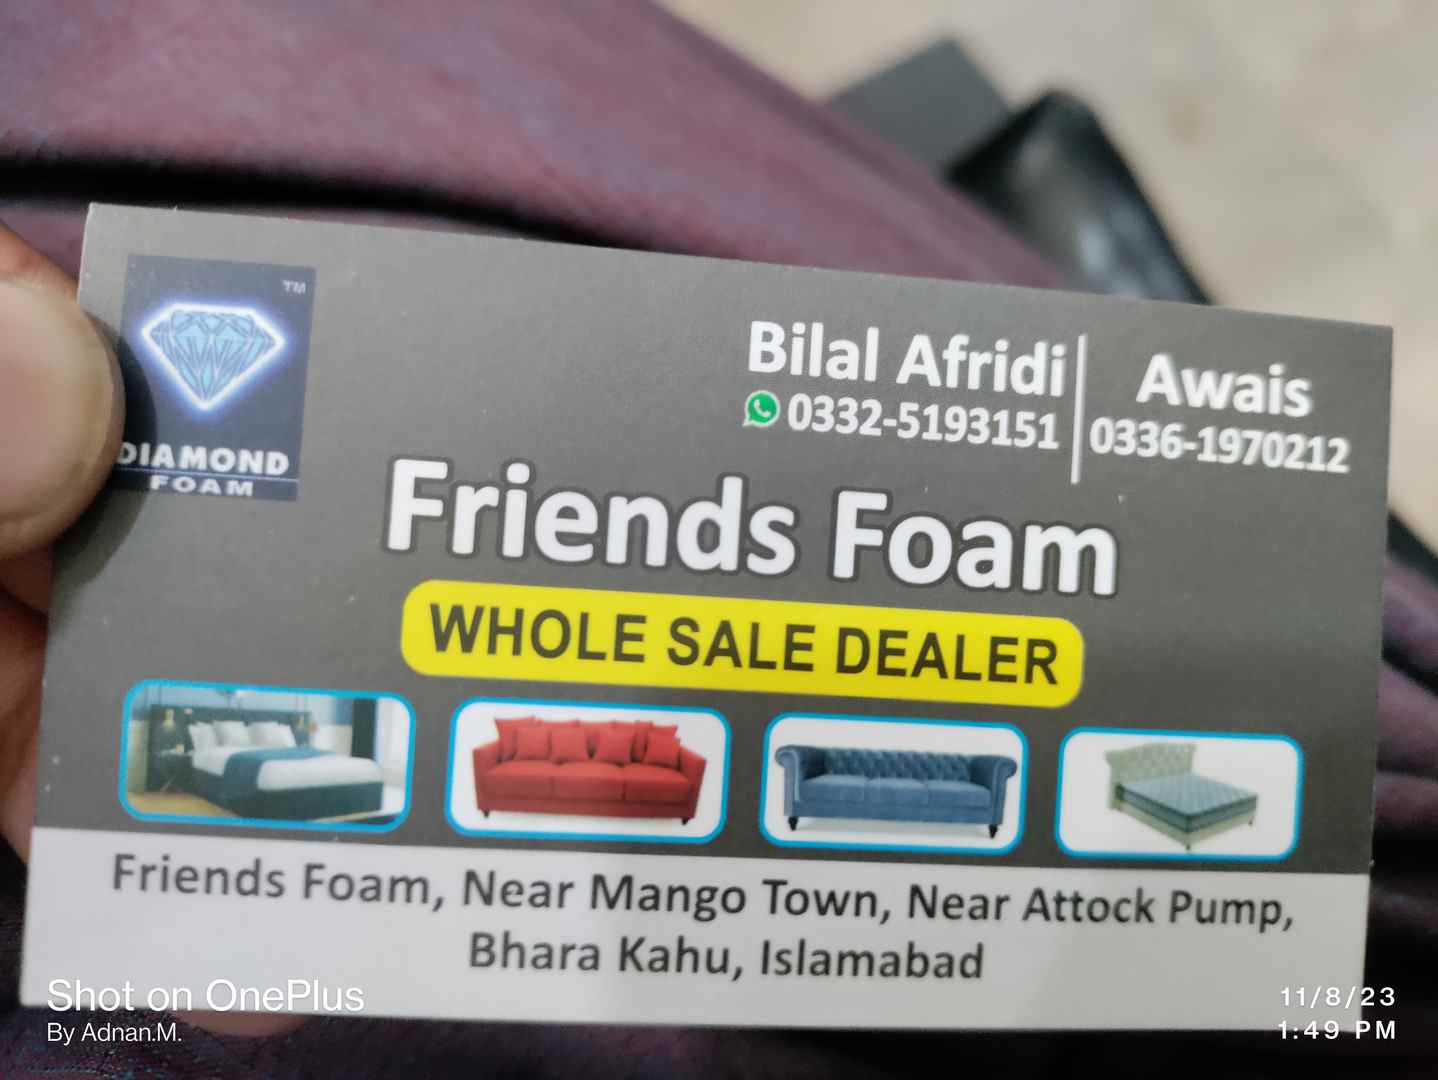 TM
DIAMOND
FOAM
Bilal Afridi
0332-5193151
Awais
0336-1970212
Friends Foam
WHOLE SALE DEALER
Friends Foam, Near Mango Town, Near Attock Pump,
Bhara Kahu, Islamabad
Shot on OnePlus
By Adnan.M.
11/8/23
1:49 PM